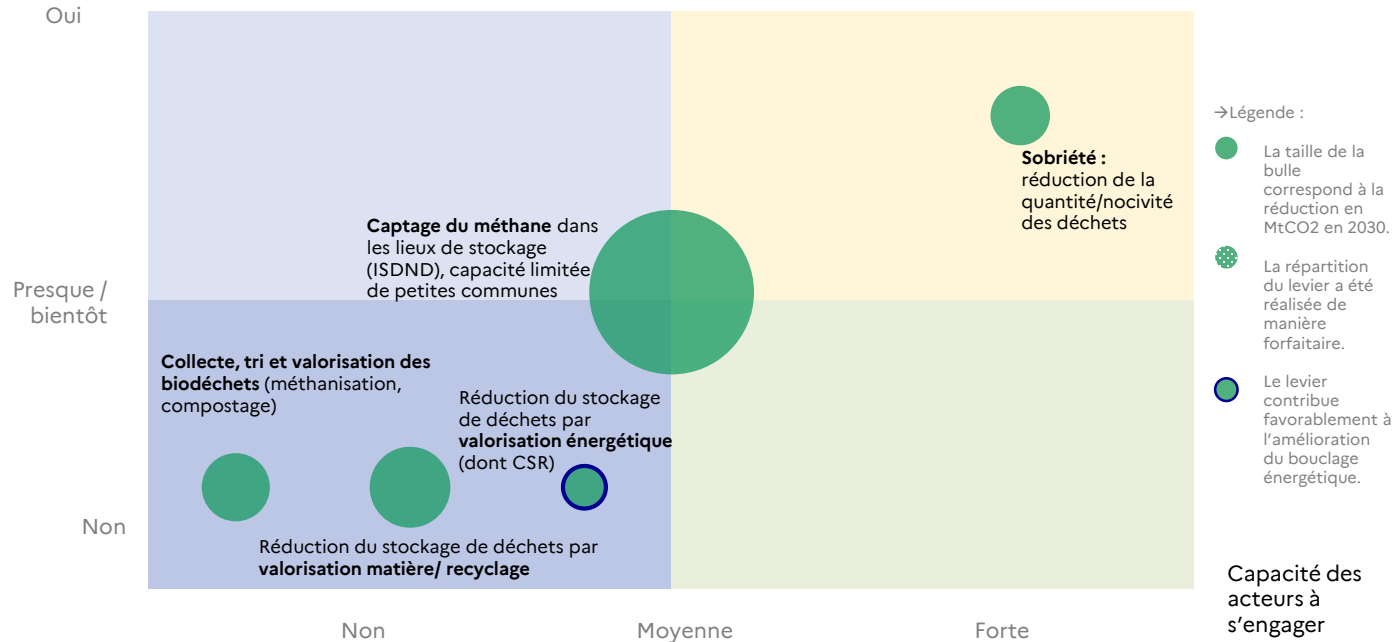 Oui
Presque /
bientôt
Non
Sobriété :
réduction de la
quantité/nocivité
des déchets
Captage du méthane dans
les lieux de stockage
(ISDND), capacité limitée
de petites communes
Collecte, tri et valorisation des
biodéchets (méthanisation,
compostage)
Réduction du stockage
de déchets par
valorisation énergétique
(dont CSR)
Réduction du stockage de déchets par
valorisation matière/ recyclage
Non
Moyenne
Forte
→Légende :
La taille de la
bulle
correspond à la
réduction en
MtCO2 en 2030.
La répartition
du levier a été
réalisée de
manière
forfaitaire.
Le levier
contribue
favorablement à
l’amélioration
du bouclage
énergétique.
Capacité des
acteurs à
s’engager